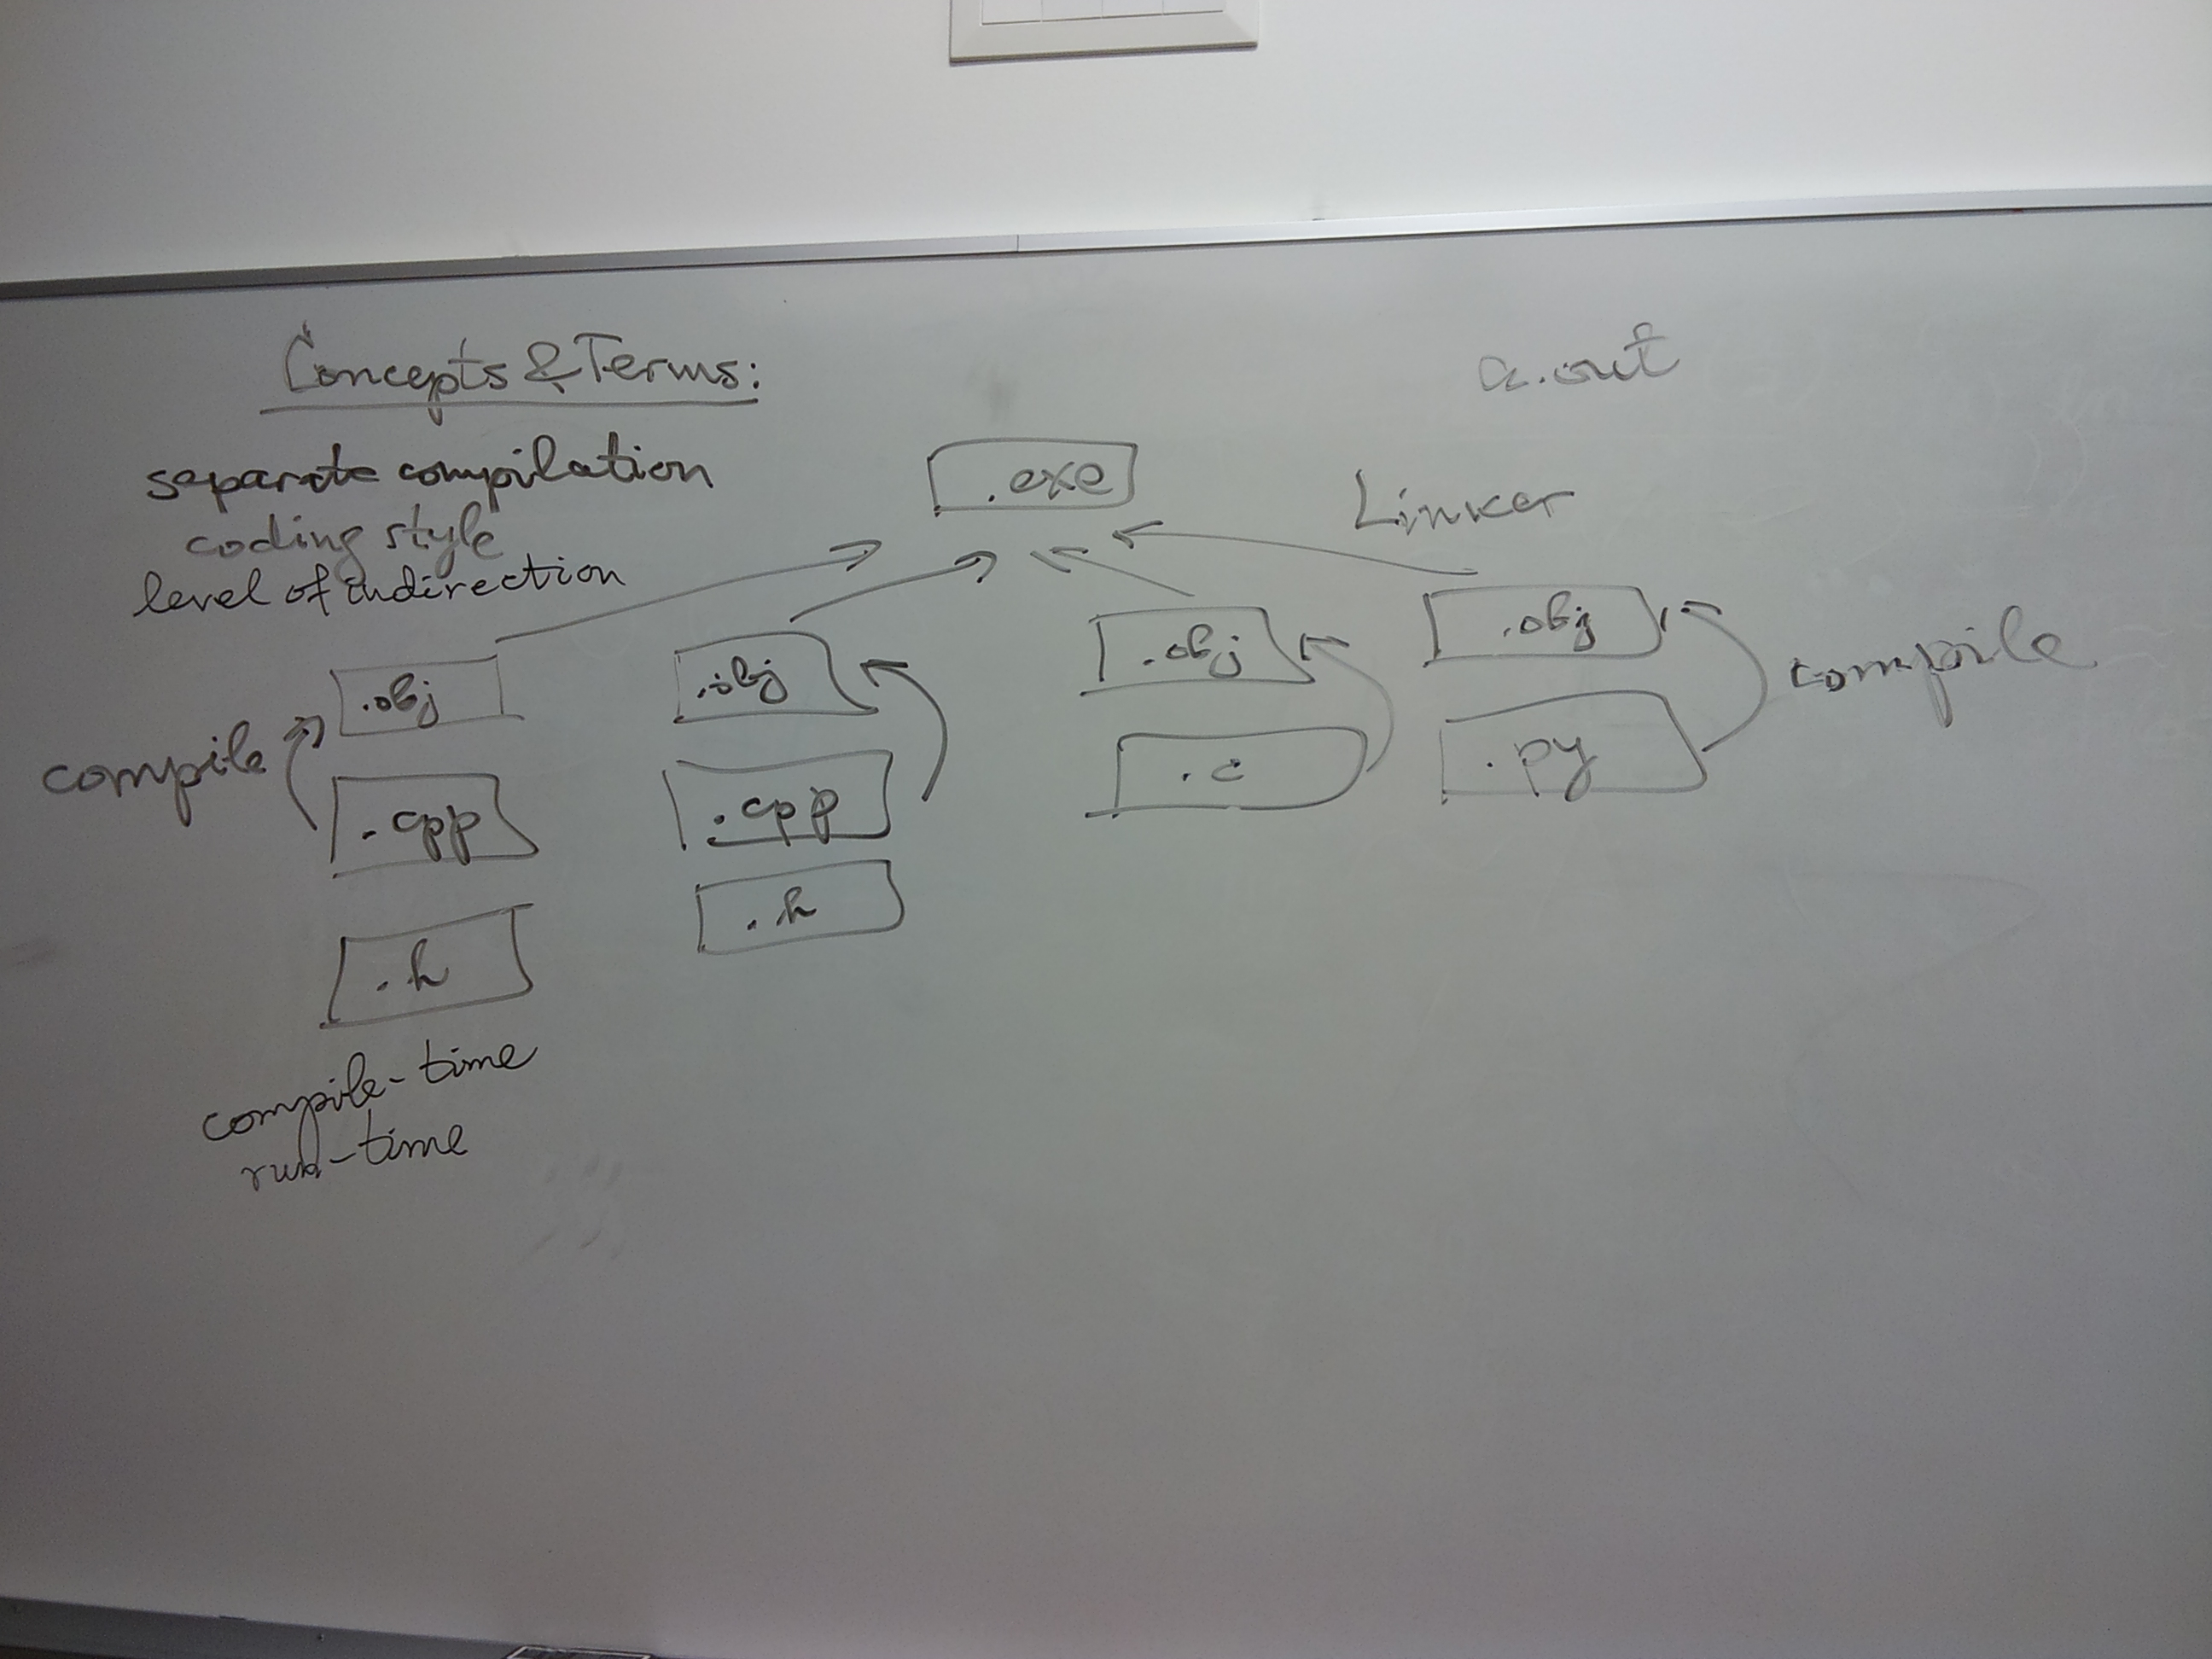 Concepts & Terms:
a.out
separate compilation
coding style
level of indirection
.exe
Linker
.obj
.obj
.obj
.obj
compile
compile
.cpp
.cpp
.c
.py
.h
.h
compile-time
run-time